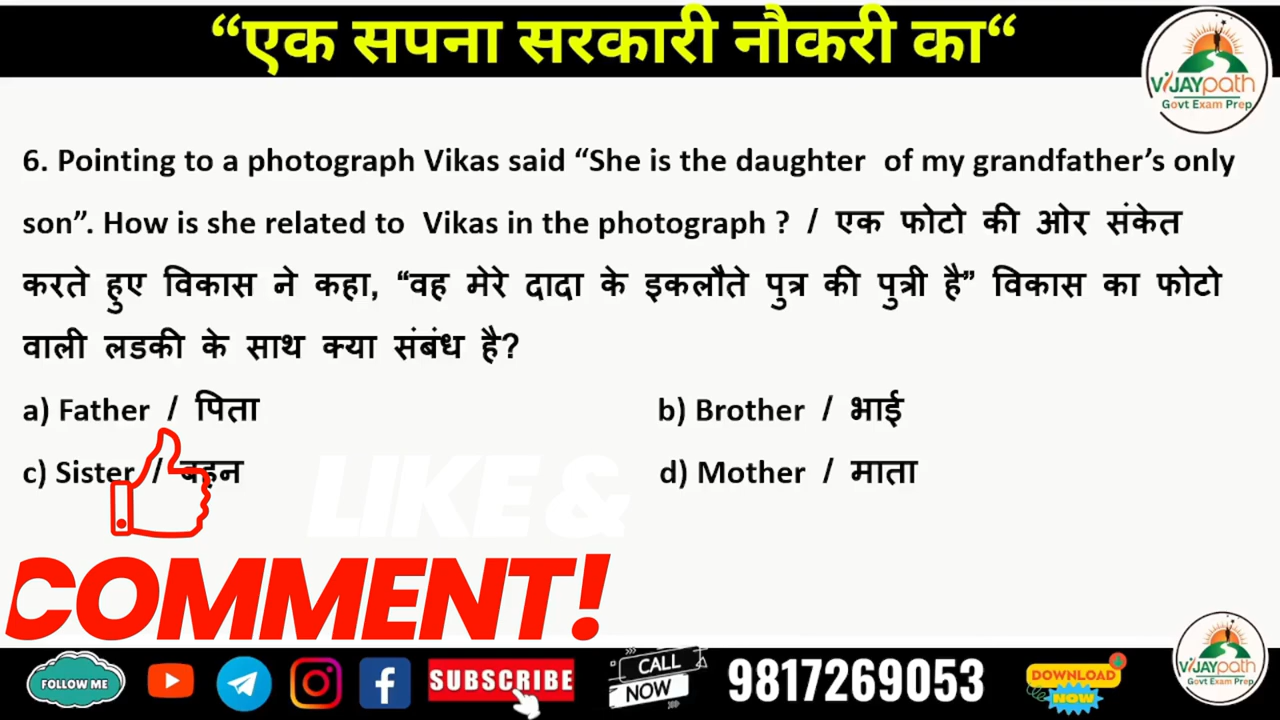 “एक सपना सरकारी नौकरी का“
VIJAYpath
Govt Exam Prep
6. Pointing to a photograph Vikas said “She is the daughter of my grandfather’s only
son”. How is she related to Vikas in the photograph ? / एक फोटो की ओर संकेत
करते हुए विकास ने कहा, “वह मेरे दादा के इकलौते पुत्र की पुत्री है” विकास का फोटो
वाली लडकी के साथ क्या संबंध है?
a) Father / पिता b) Brother / भाई
c) Sister / बहन d) Mother / माता
LIKE &
COMMENT!
FOLLOW ME SUBSCRIBE CALL NOW 9817269053 DOWNLOAD NOW
VIJAYpath
Govt Exam Prep